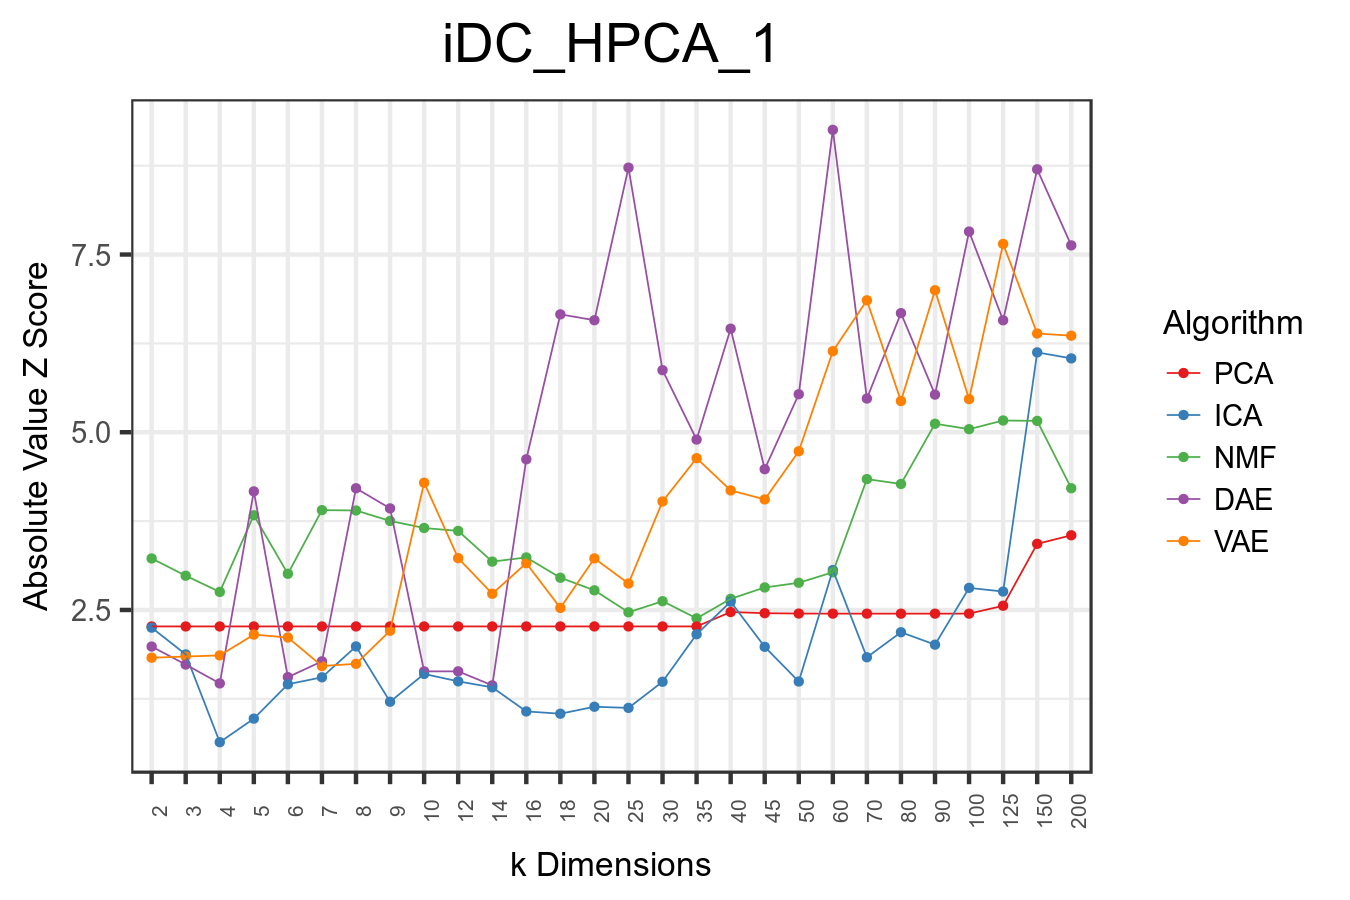 iDC_HPCA_1
Absolute Value Z Score
7.5
5.0
2.5
2 3 4 5 6 7 8 9 10 12 14 16 18 20 25 30 35 40 45 50 60 70 80 90 100 125 150 200
k Dimensions
Algorithm
PCA
ICA
NMF
DAE
VAE